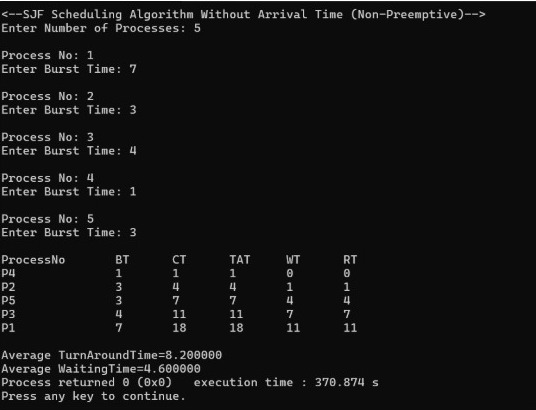 <--SJF Scheduling Algorithm Without Arrival Time (Non-Preemptive)-->
Enter Number of Processes: 5
Process No: 1
Enter Burst Time: 7
Process No: 2
Enter Burst Time: 3
Process No: 3
Enter Burst Time: 4
Process No: 4
Enter Burst Time: 1
Process No: 5
Enter Burst Time: 3
ProcessNo BT CT TAT WT RT
P4 1 1 1 0 0
P2 3 4 4 1 1
P5 3 7 7 4 4
P3 4 11 11 7 7
P1 7 18 18 11 11
Average TurnAroundTime=8.200000
Average WaitingTime=4.600000
Process returned 0 (0x0) execution time : 370.874 s
Press any key to continue.